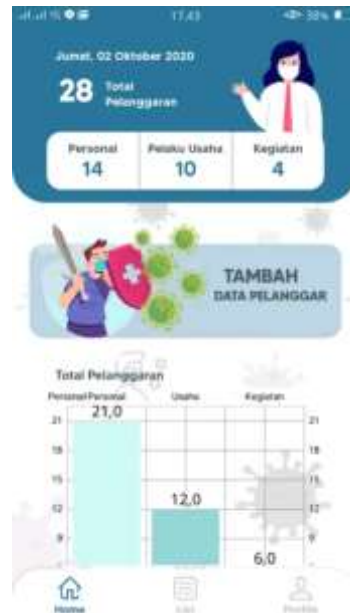 17.43
38%
Jumat, 02 Oktober 2020
28 Total Pelanggaran
Personal Pelaku Usaha Kegiatan
14 10 4
TAMBAH
DATA PELANGGAR
Total Pelanggaran
Personal Personal Usaha Kegiatan
21,0
21 21
18 18
15 15
12,0
12 12
9 9
6,0
Home
Profile